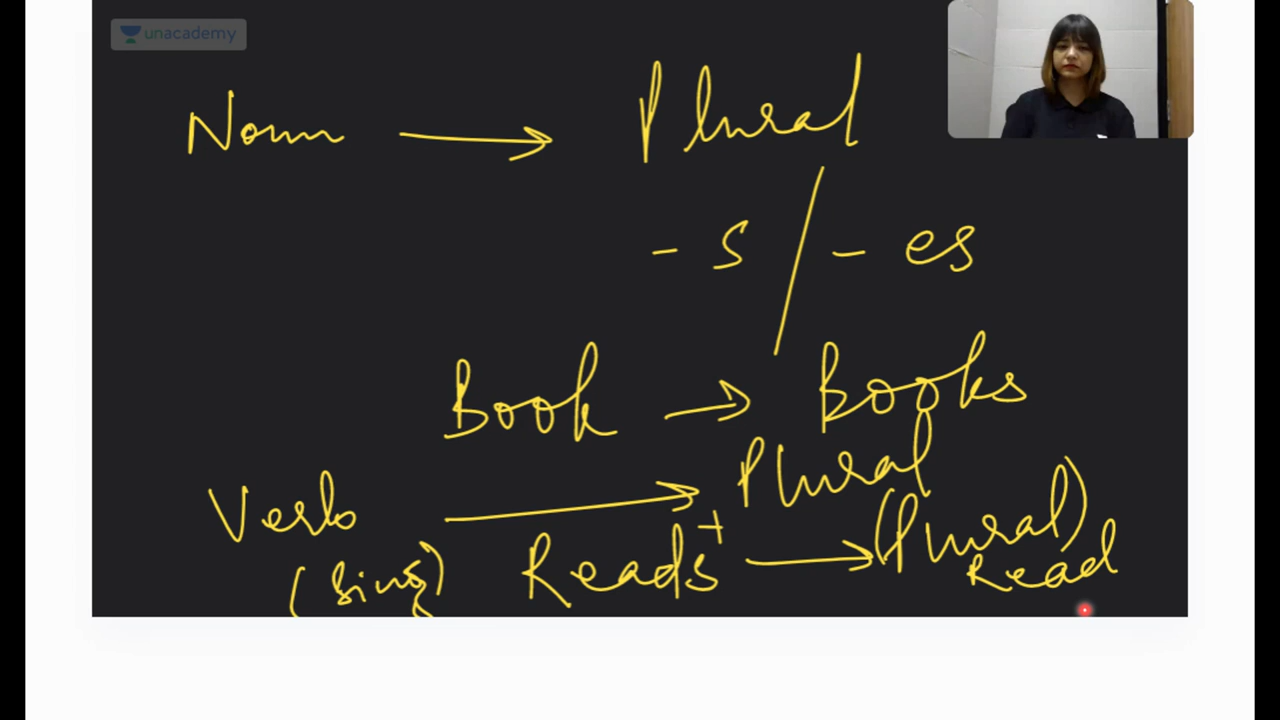 unacademy
Noun → Plural
- s / - es
Book → Books
Verb → Plural
(Sing) Reads → (Plural)
Read